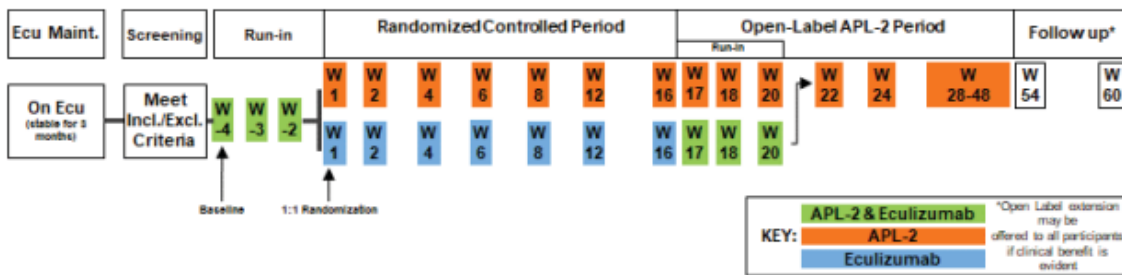 Ecu Maint.
Screening
Run-in
Randomized Controlled Period
Open-Label APL-2 Period
Run-in
Follow up*
On Ecu
(stable for 3
months)
Meet
Incl./Excl.
Criteria
W
-4
W
-3
W
-2
W
1
W
2
W
4
W
6
W
8
W
12
W
16
W
17
W
18
W
20
W
22
W
24
W
28-48
W
54
W
60
W
1
W
2
W
4
W
6
W
8
W
12
W
16
W
17
W
18
W
20
Baseline
1:1 Randomization
KEY:
APL-2 & Eculizumab
APL-2
Eculizumab
*Open Label extension
may be
offered to all participants
if clinical benefit is
evident